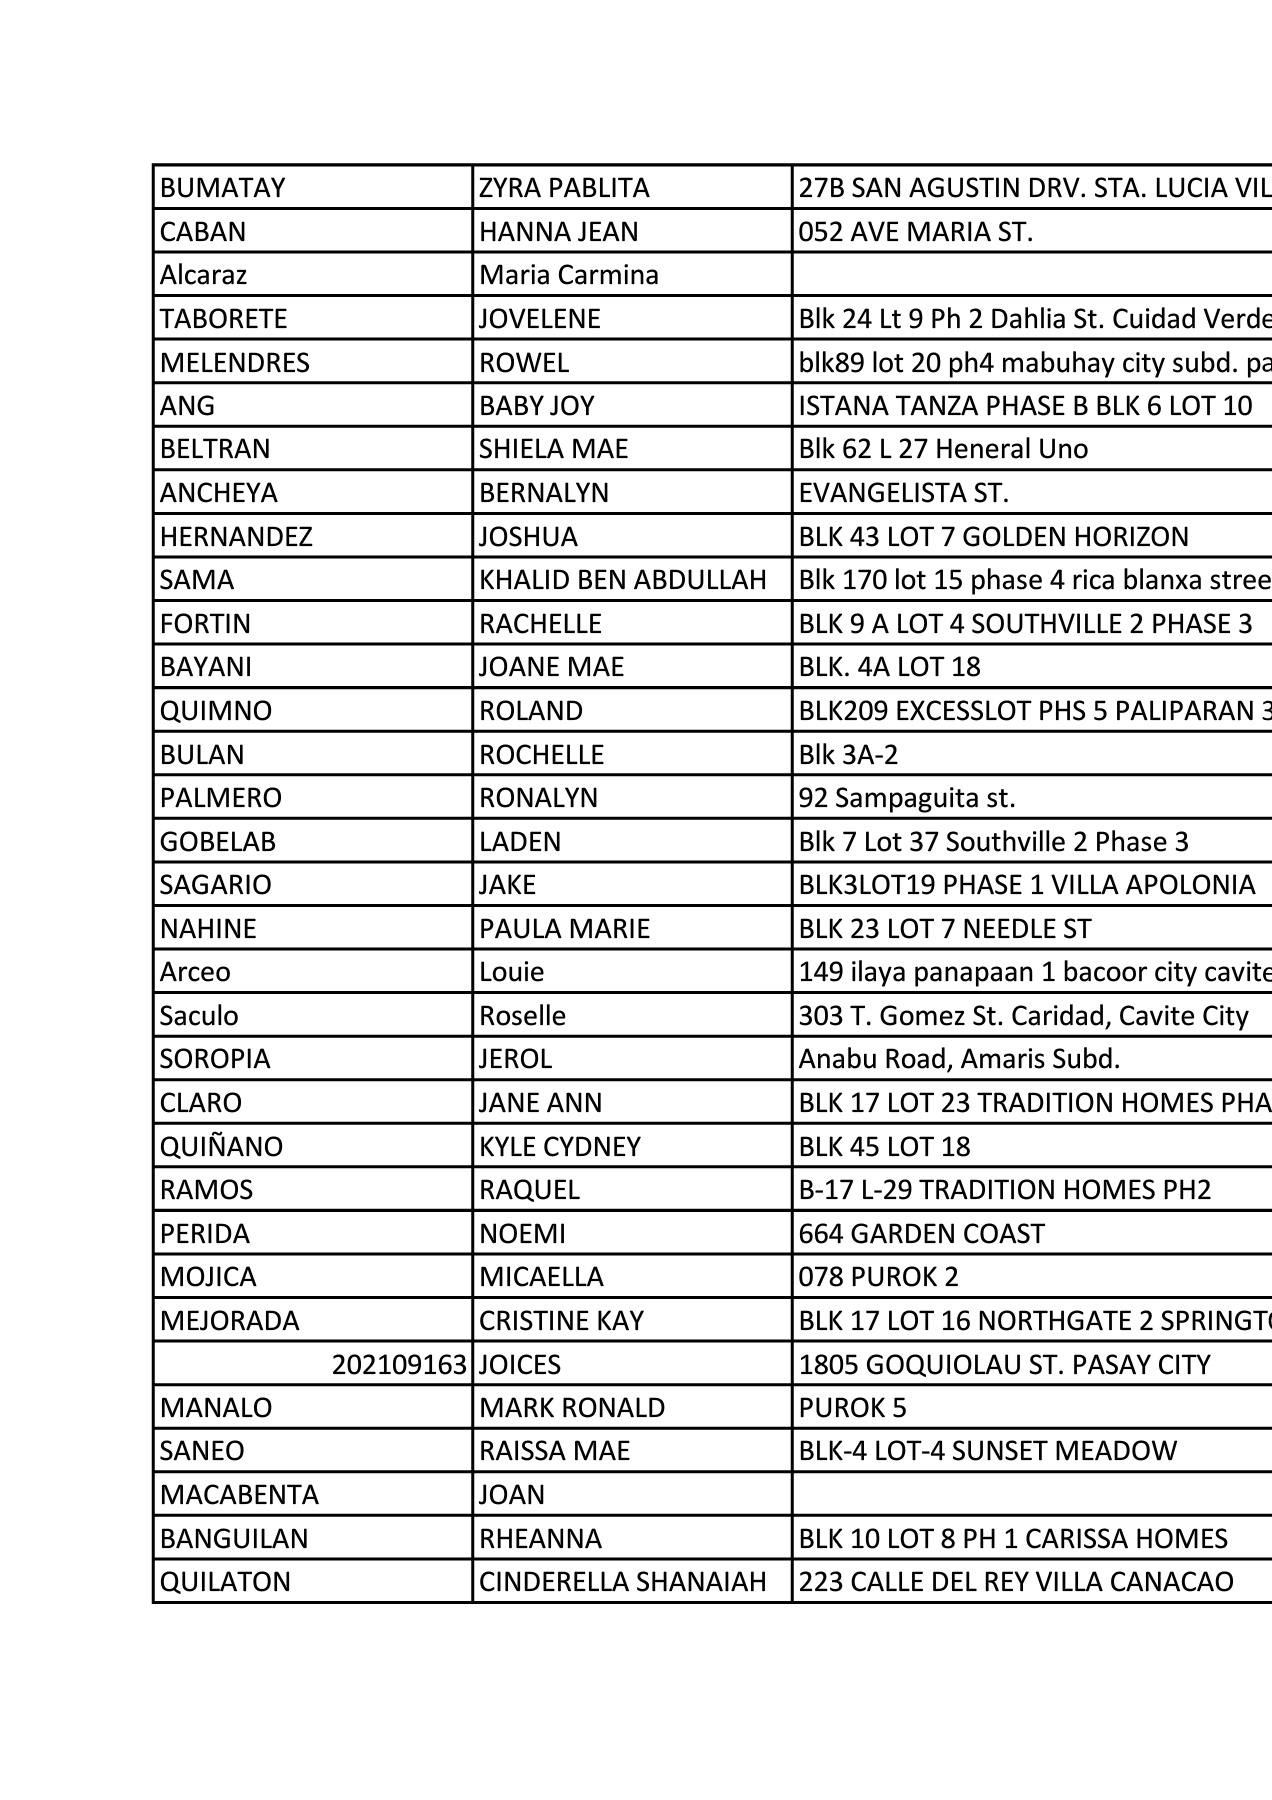 BUMATAY ZYRA PABLITA 27B SAN AGUSTIN DRV. STA. LUCIA VIL
CABAN HANNA JEAN 052 AVE MARIA ST.
Alcaraz Maria Carmina
TABORETE JOVELENE Blk 24 Lt 9 Ph 2 Dahlia St. Cuidad Verde
MELENDRES ROWEL blk89 lot 20 ph4 mabuhay city subd. pa
ANG BABY JOY ISTANA TANZA PHASE B BLK 6 LOT 10
BELTRAN SHIELA MAE Blk 62 L 27 Heneral Uno
ANCHEYA BERNALYN EVANGELISTA ST.
HERNANDEZ JOSHUA BLK 43 LOT 7 GOLDEN HORIZON
SAMA KHALID BEN ABDULLAH Blk 170 lot 15 phase 4 rica blanxa stree
FORTIN RACHELLE BLK 9 A LOT 4 SOUTHVILLE 2 PHASE 3
BAYANI JOANE MAE BLK. 4A LOT 18
QUIMNO ROLAND BLK209 EXCESSLOT PHS 5 PALIPARAN 3
BULAN ROCHELLE Blk 3A-2
PALMERO RONALYN 92 Sampaguita st.
GOBELAB LADEN Blk 7 Lot 37 Southville 2 Phase 3
SAGARIO JAKE BLK3LOT19 PHASE 1 VILLA APOLONIA
NAHINE PAULA MARIE BLK 23 LOT 7 NEEDLE ST
Arceo Louie 149 ilaya panapaan 1 bacoor city cavite
Saculo Roselle 303 T. Gomez St. Caridad, Cavite City
SOROPIA JEROL Anabu Road, Amaris Subd.
CLARO JANE ANN BLK 17 LOT 23 TRADITION HOMES PHA
QUIÑANO KYLE CYDNEY BLK 45 LOT 18
RAMOS RAQUEL B-17 L-29 TRADITION HOMES PH2
PERIDA NOEMI 664 GARDEN COAST
MOJICA MICAELLA 078 PUROK 2
MEJORADA CRISTINE KAY BLK 17 LOT 16 NORTHGATE 2 SPRINGTO
202109163 JOICES 1805 GOQUIOLAU ST. PASAY CITY
MANALO MARK RONALD PUROK 5
SANEO RAISSA MAE BLK-4 LOT-4 SUNSET MEADOW
MACABENTA JOAN
BANGUILAN RHEANNA BLK 10 LOT 8 PH 1 CARISSA HOMES
QUILATON CINDERELLA SHANAIAH 223 CALLE DEL REY VILLA CANACAO